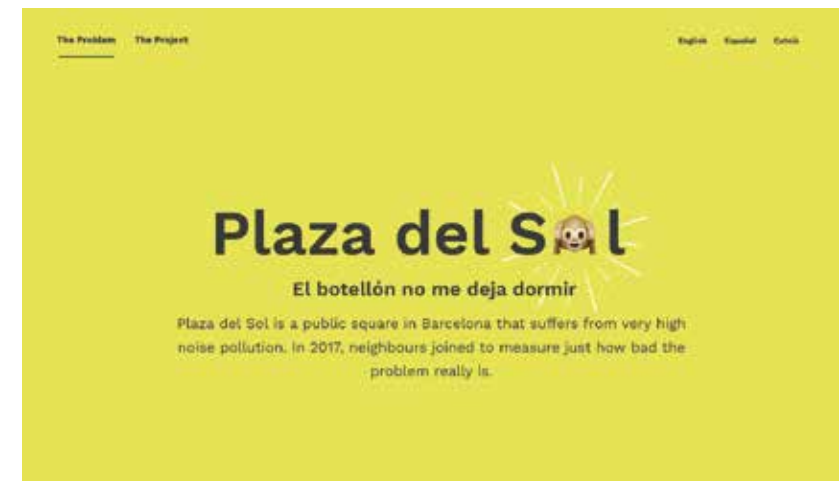 The Problem The Project
English Español Català
Plaza del S🙉l
El botellón no me deja dormir
Plaza del Sol is a public square in Barcelona that suffers from very high
noise pollution. In 2017, neighbours joined to measure just how bad the
problem really is.